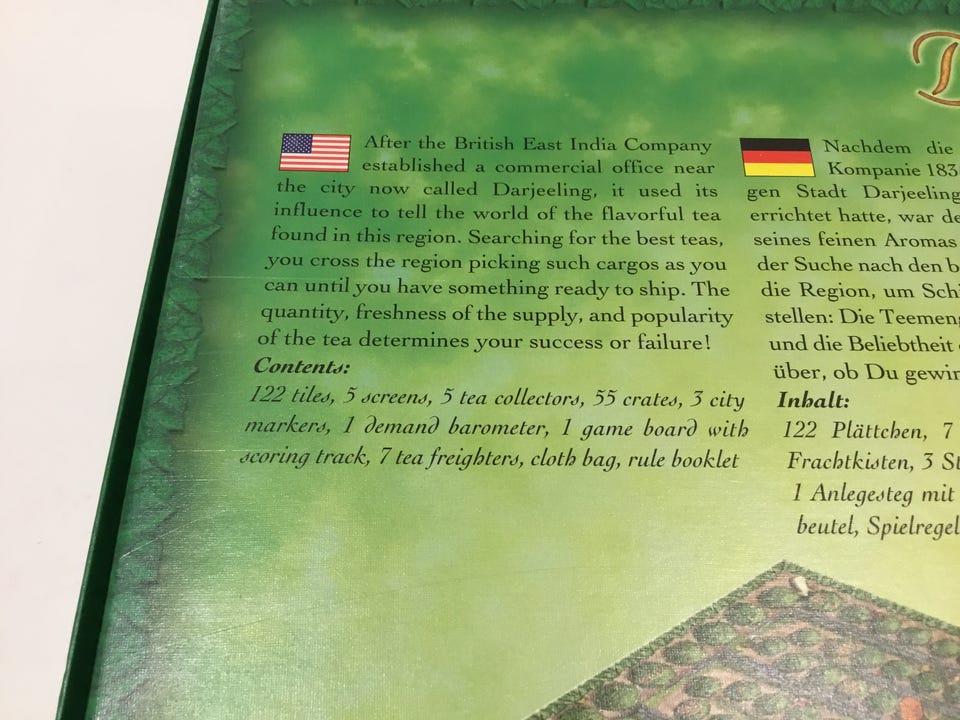 After the British East India Company
established a commercial office near
the city now called Darjeeling, it used its
influence to tell the world of the flavorful tea
found in this region. Searching for the best teas,
you cross the region picking such cargos as you
can until you have something ready to ship. The
quantity, freshness of the supply, and popularity
of the tea determines your success or failure!
Contents:
122 tiles, 5 screens, 5 tea collectors, 55 crates, 3 city
markers, 1 demand barometer, 1 game board with
scoring track, 7 tea freighters, cloth bag, rule booklet
D
Nachdem die
Kompanie 183
gen Stadt Darjeeling
errichtet hatte, war de
seines feinen Aromas
der Suche nach den b
die Region, um Schi
stellen: Die Teemeng
und die Beliebtheit
über, ob Du gewin
Inhalt:
122 Plättchen, 7
Frachtkisten, 3 St
1 Anlegesteg mit
beutel, Spielregel